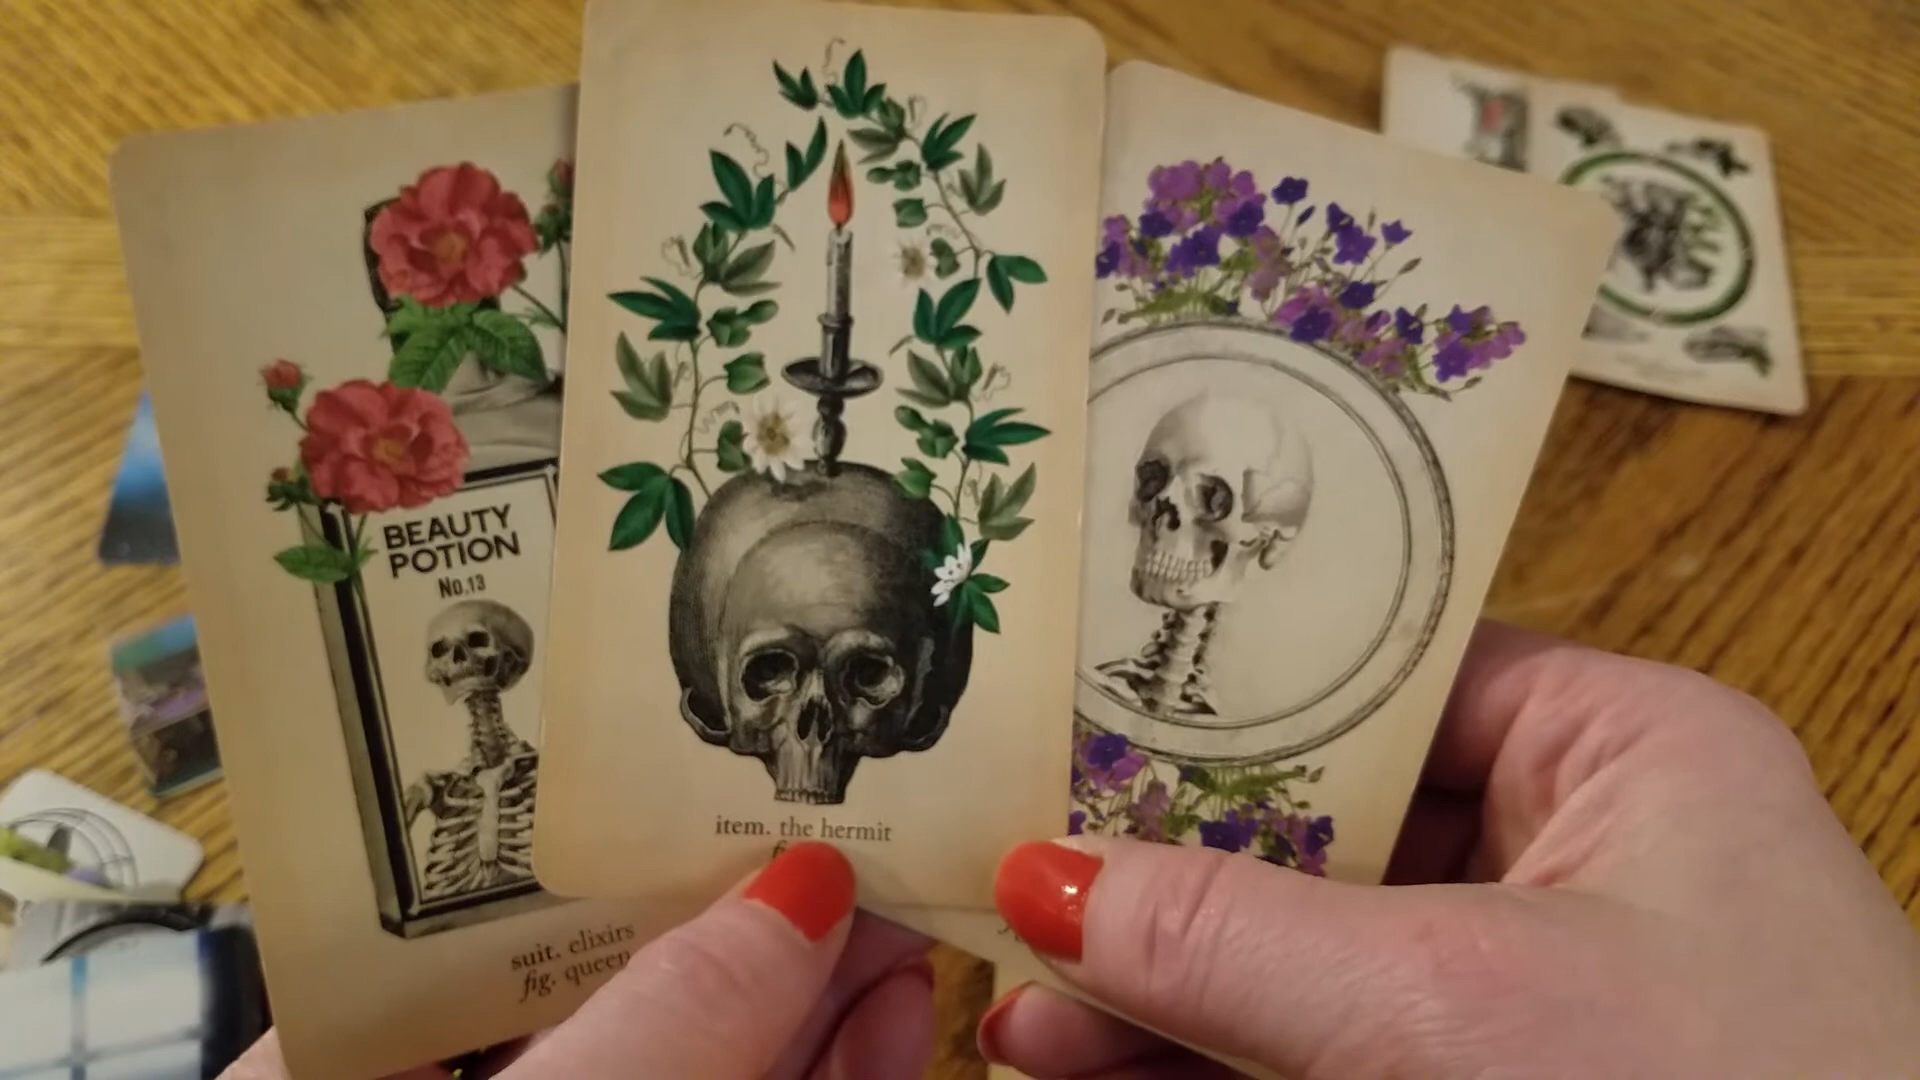 BEAUTY
POTION
No.13
suit. elixirs
fig. queen
item. the hermit